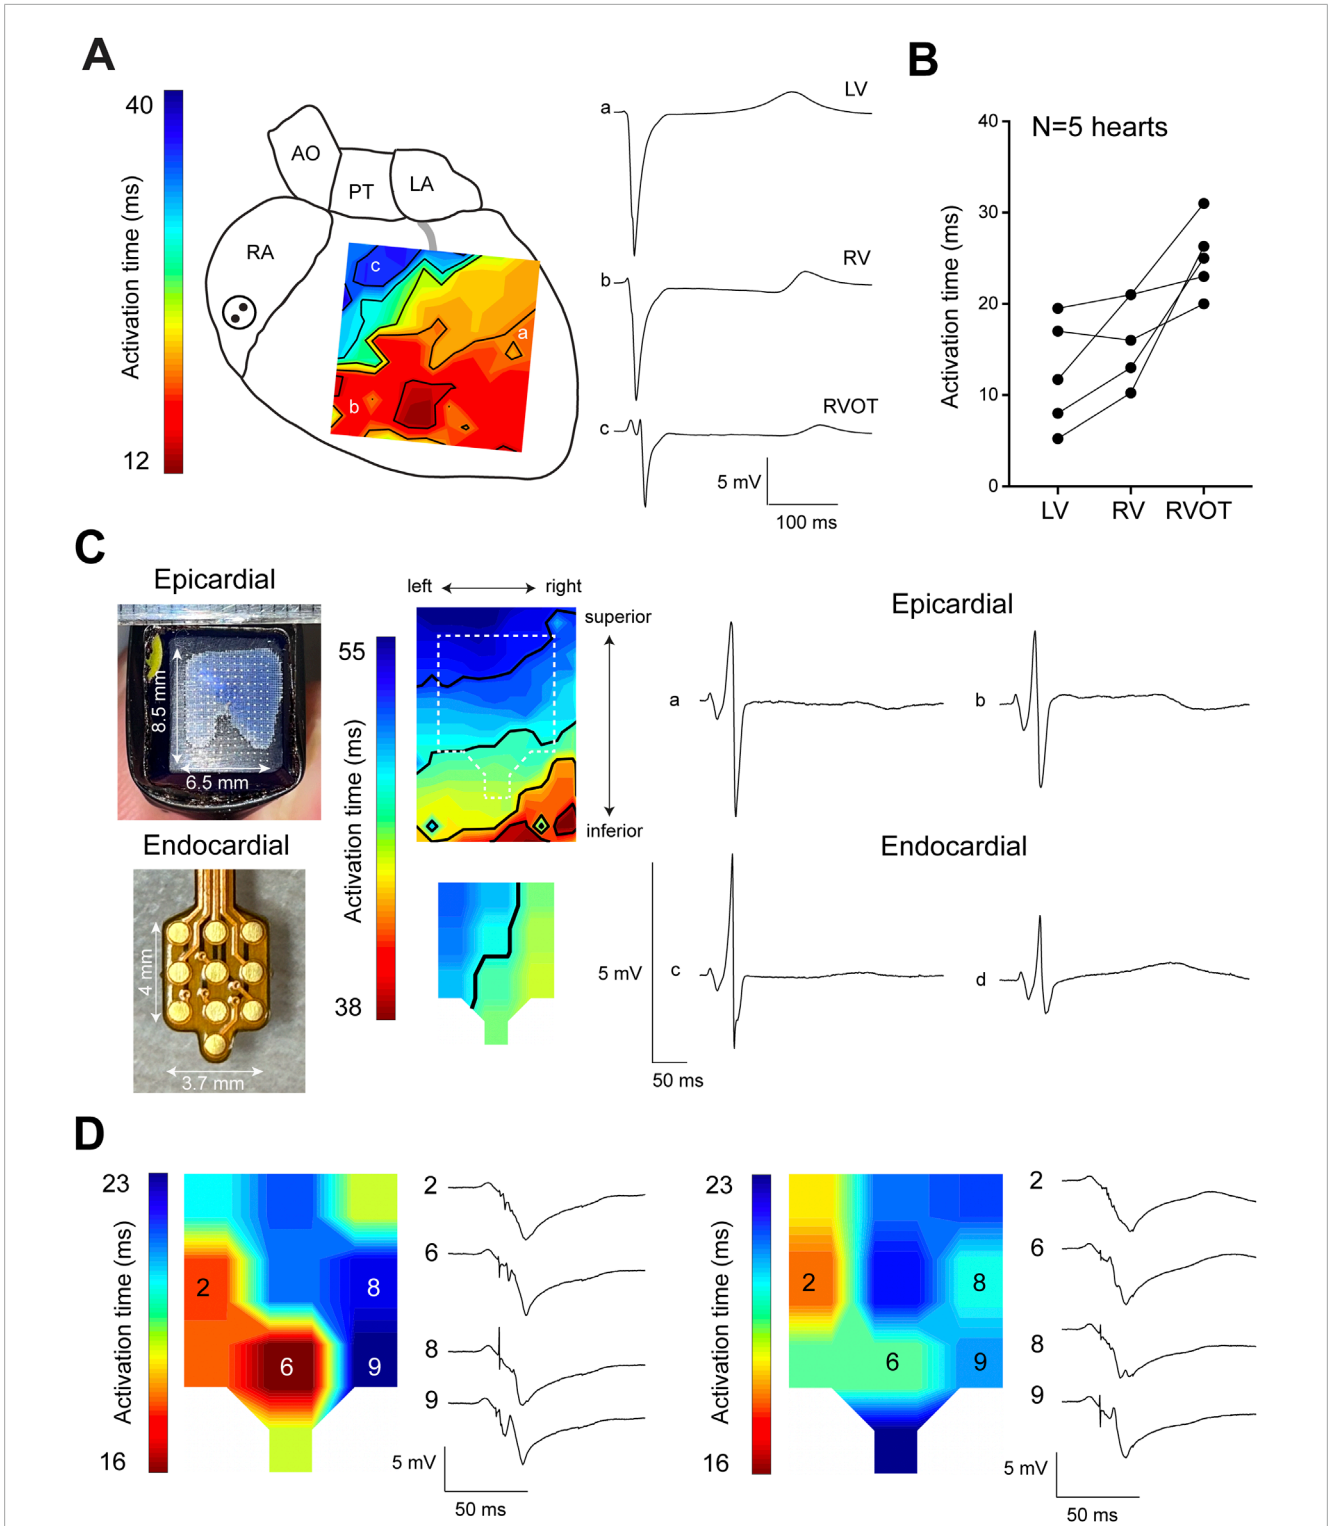 A
40
Activation time (ms)
12
AO
PT
LA
RA
c
a
b
a
LV
b
RV
c
RVOT
5 mV
100 ms
B
N=5 hearts
Activation time (ms)
40
30
20
10
0
LV
RV
RVOT
C
Epicardial
8.5 mm
6.5 mm
Endocardial
4 mm
3.7 mm
55
Activation time (ms)
38
left
right
superior
inferior
Epicardial
a
b
Endocardial
c
d
5 mV
50 ms
D
23
Activation time (ms)
16
2
8
6
9
2
6
8
9
5 mV
50 ms
23
Activation time (ms)
16
2
8
6
9
2
6
8
9
5 mV
50 ms